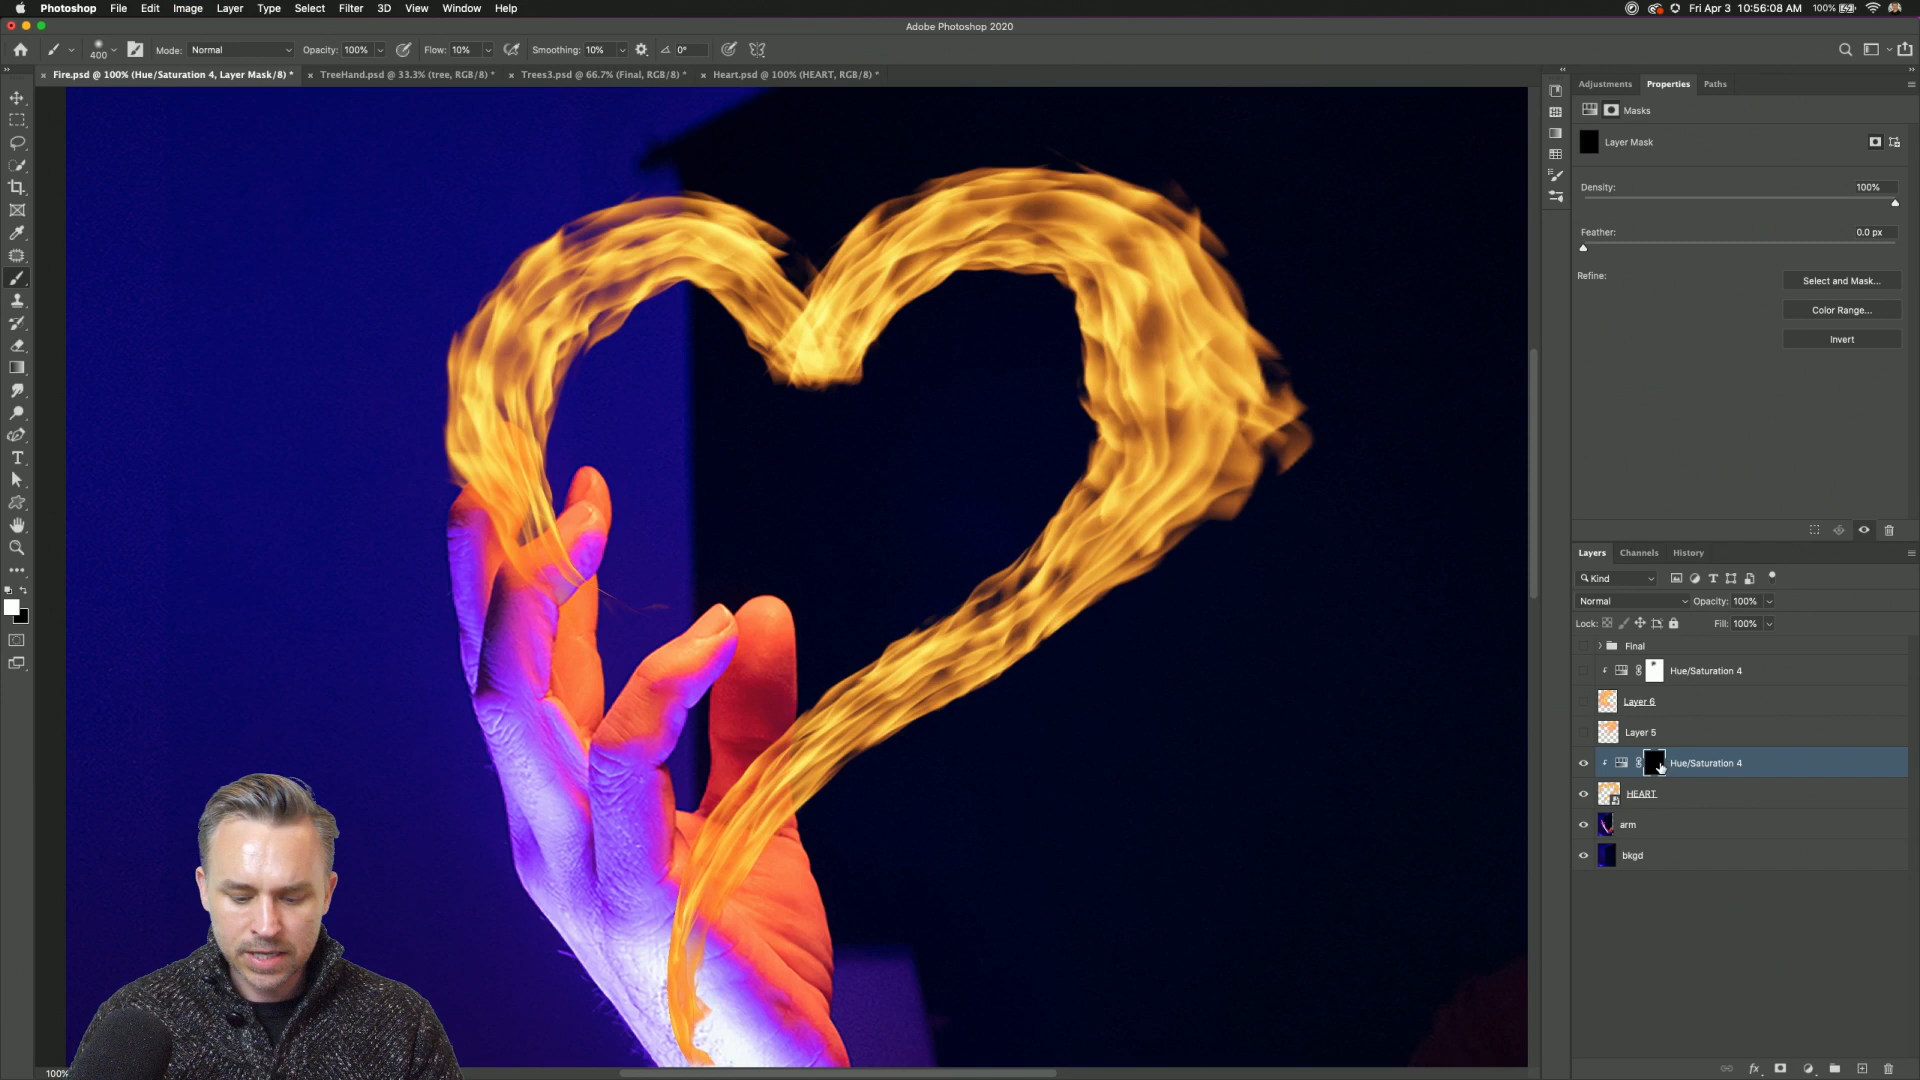 Photoshop File Edit Image Layer Type Select Filter 3D View Window Help Fri Apr 3 10:56:08 AM 100%
Adobe Photoshop 2020
400 Mode: Normal Opacity: 100% Flow: 10% Smoothing: 10% 0°
Fire.psd @ 100% (Hue/Saturation 4, Layer Mask/8) * TreeHand.psd @ 33.3% (tree, RGB/8) * Trees3.psd @ 66.7% (Final, RGB/8) * Heart.psd @ 100% (HEART, RGB/8) *
Adjustments Properties Paths
Masks
Layer Mask
Density: 100%
Feather: 0.0 px
Refine: Select and Mask...
Color Range...
Invert
Layers Channels History
Kind
Normal Opacity: 100%
Lock: Fill: 100%
Final
Hue/Saturation 4
Layer 6
Layer 5
Hue/Saturation 4
HEART
arm
bkgd
100%